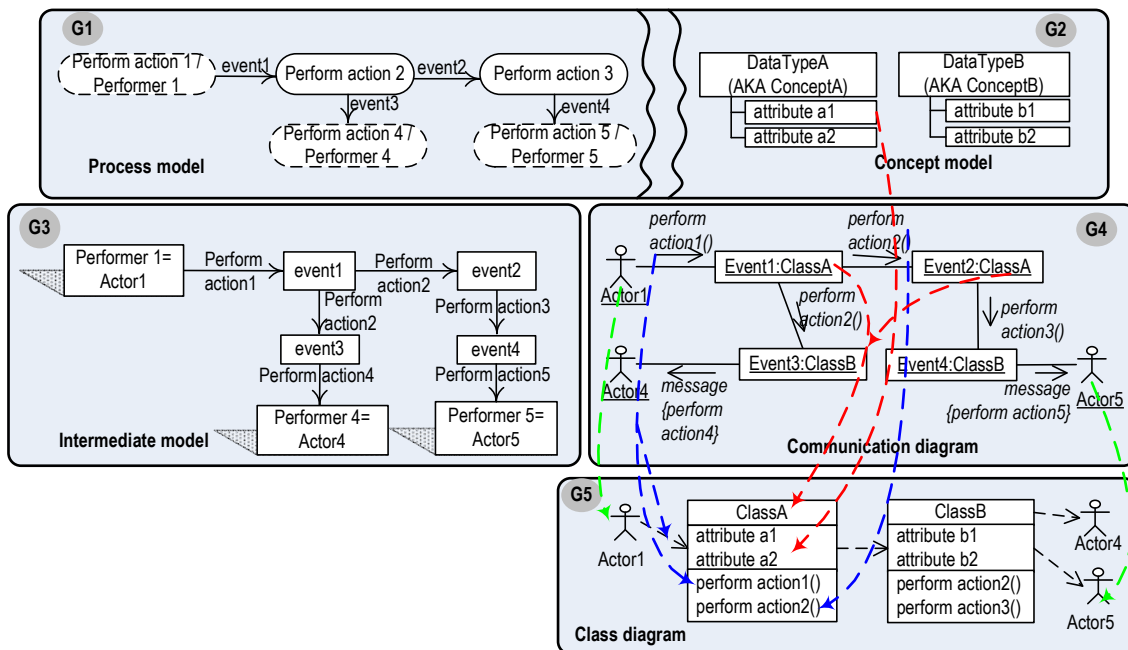 G1
Perform action 1 /
Performer 1
event1
Perform action 2
event2
Perform action 3
event3
event4
Perform action 4 /
Performer 4
Perform action 5 /
Performer 5
Process model
G2
DataTypeA
(AKA ConceptA)
attribute a1
attribute a2
DataTypeB
(AKA ConceptB)
attribute b1
attribute b2
Concept model
G3
Performer 1=
Actor1
Perform
action1
event1
Perform
action2
event2
Perform
action2
Perform action3
event3
event4
Perform action4
Perform action5
Performer 4=
Actor4
Performer 5=
Actor5
Intermediate model
G4
perform
action1()
perform
action2()
Actor1
Event1:ClassA
Event2:ClassA
perform
action2()
perform
action3()
Event3:ClassB
Event4:ClassB
Actor4
message
{perform
action4}
message
{perform action5}
Actor5
Communication diagram
G5
Actor1
ClassA
attribute a1
attribute a2
perform action1()
perform action2()
ClassB
attribute b1
attribute b2
perform action2()
perform action3()
Actor4
Actor5
Class diagram